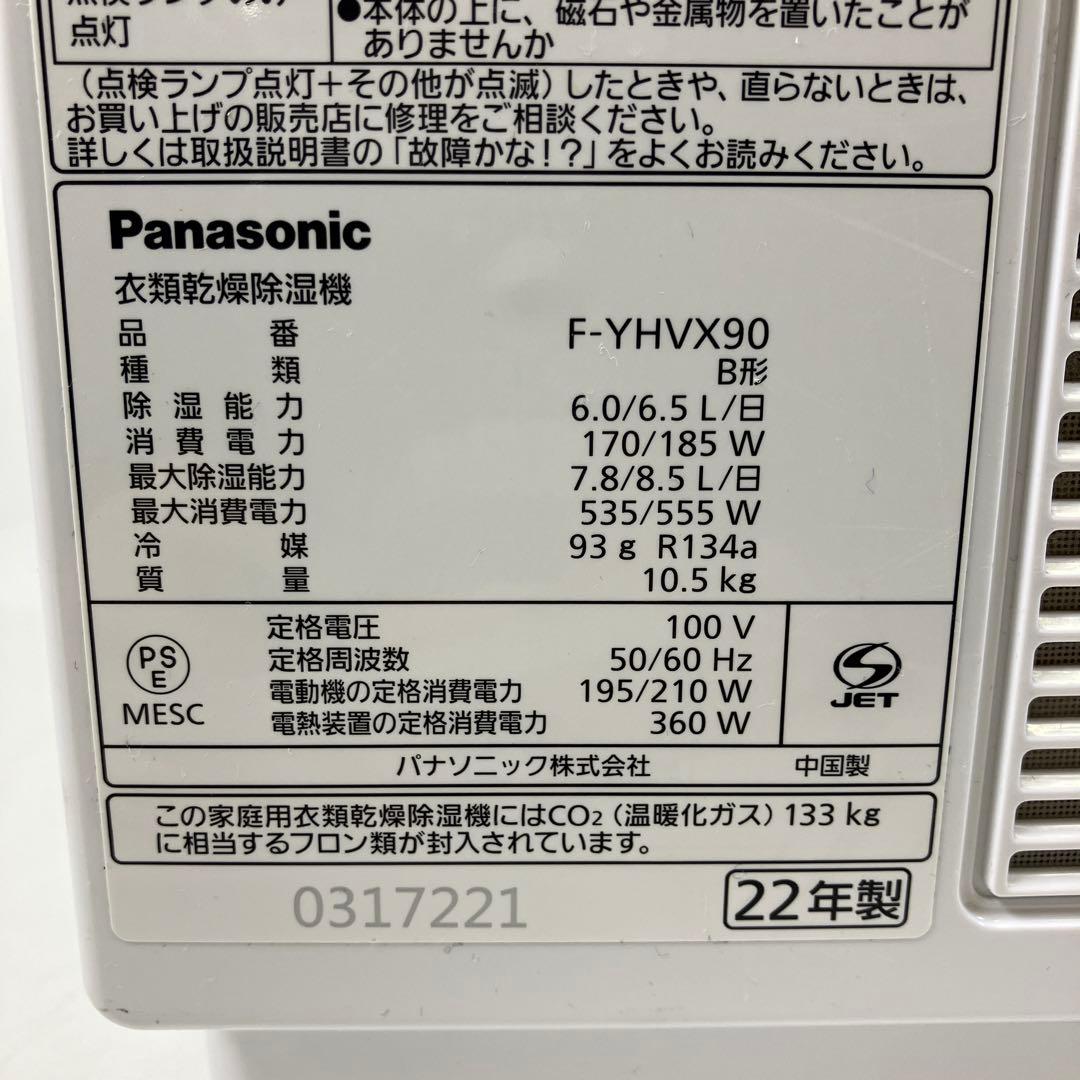 点灯
●本体の上に、磁石や金属物を置いたことが
ありませんか
(点検ランプ点灯+その他が点滅)したときや、直らないときは、
お買い上げの販売店に修理をご相談ください。
詳しくは取扱説明書の「故障かな!?」をよくお読みください。
Panasonic
衣類乾燥除湿機
品番 F-YHVX90
種類 B形
除湿能力 6.0/6.5 L/日
消費電力 170/185 W
最大除湿能力 7.8/8.5 L/日
最大消費電力 535/555 W
冷媒 93 g R134a
質量 10.5 kg
PS
E
MESC
定格電圧 100 V
定格周波数 50/60 Hz
電動機の定格消費電力 195/210 W
電熱装置の定格消費電力 360 W
JET
パナソニック株式会社 中国製
この家庭用衣類乾燥除湿機にはCO₂(温暖化ガス)133 kg
に相当するフロン類が封入されています。
0317221
22年製